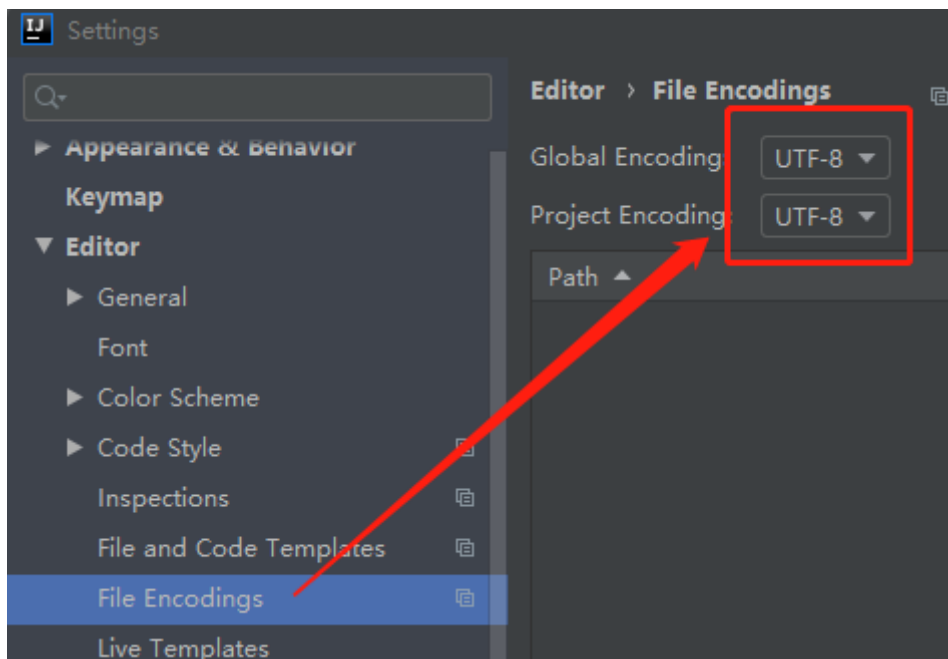 IJ
Settings
Appearance & Behavior
Keymap
Editor
General
Font
Color Scheme
Code Style
Inspections
File and Code Templates
File Encodings
Live Templates
Editor › File Encodings
Global Encoding: UTF-8
Project Encoding: UTF-8
Path